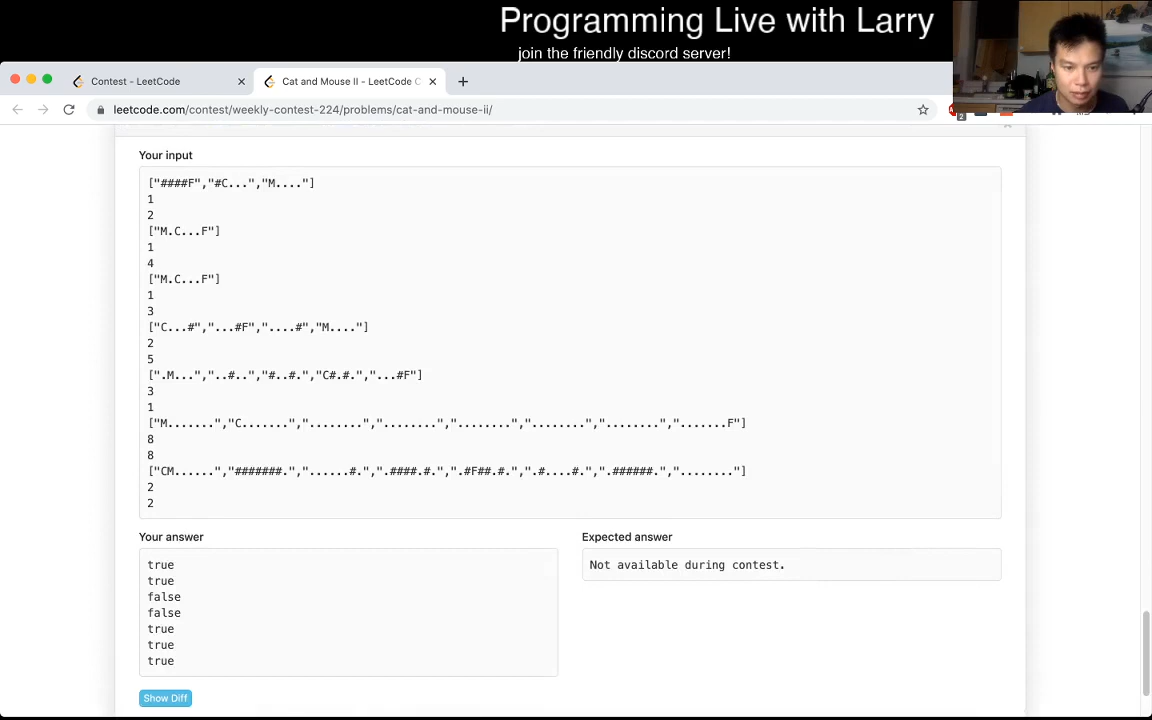 Programming Live with Larry
join the friendly discord server!
Contest - LeetCode
Cat and Mouse II - LeetCode C
leetcode.com/contest/weekly-contest-224/problems/cat-and-mouse-ii/
2
Your input
["####F","#C...","M...."]
1
2
["M.C...F"]
1
4
["M.C...F"]
1
3
["C...#","...#F","....#","M...."]
2
5
[".M...","..#..","#..#.","C#.#.","...#F"]
3
1
["M.......","C.......","........","........","........","........","........",".......F"]
8
8
["CM......","#######.","......#.",".####.#.",".#F##.#.",".#....#.",".######.","........"]
2
2
Your answer
Expected answer
true
true
false
false
true
true
true
Not available during contest.
Show Diff